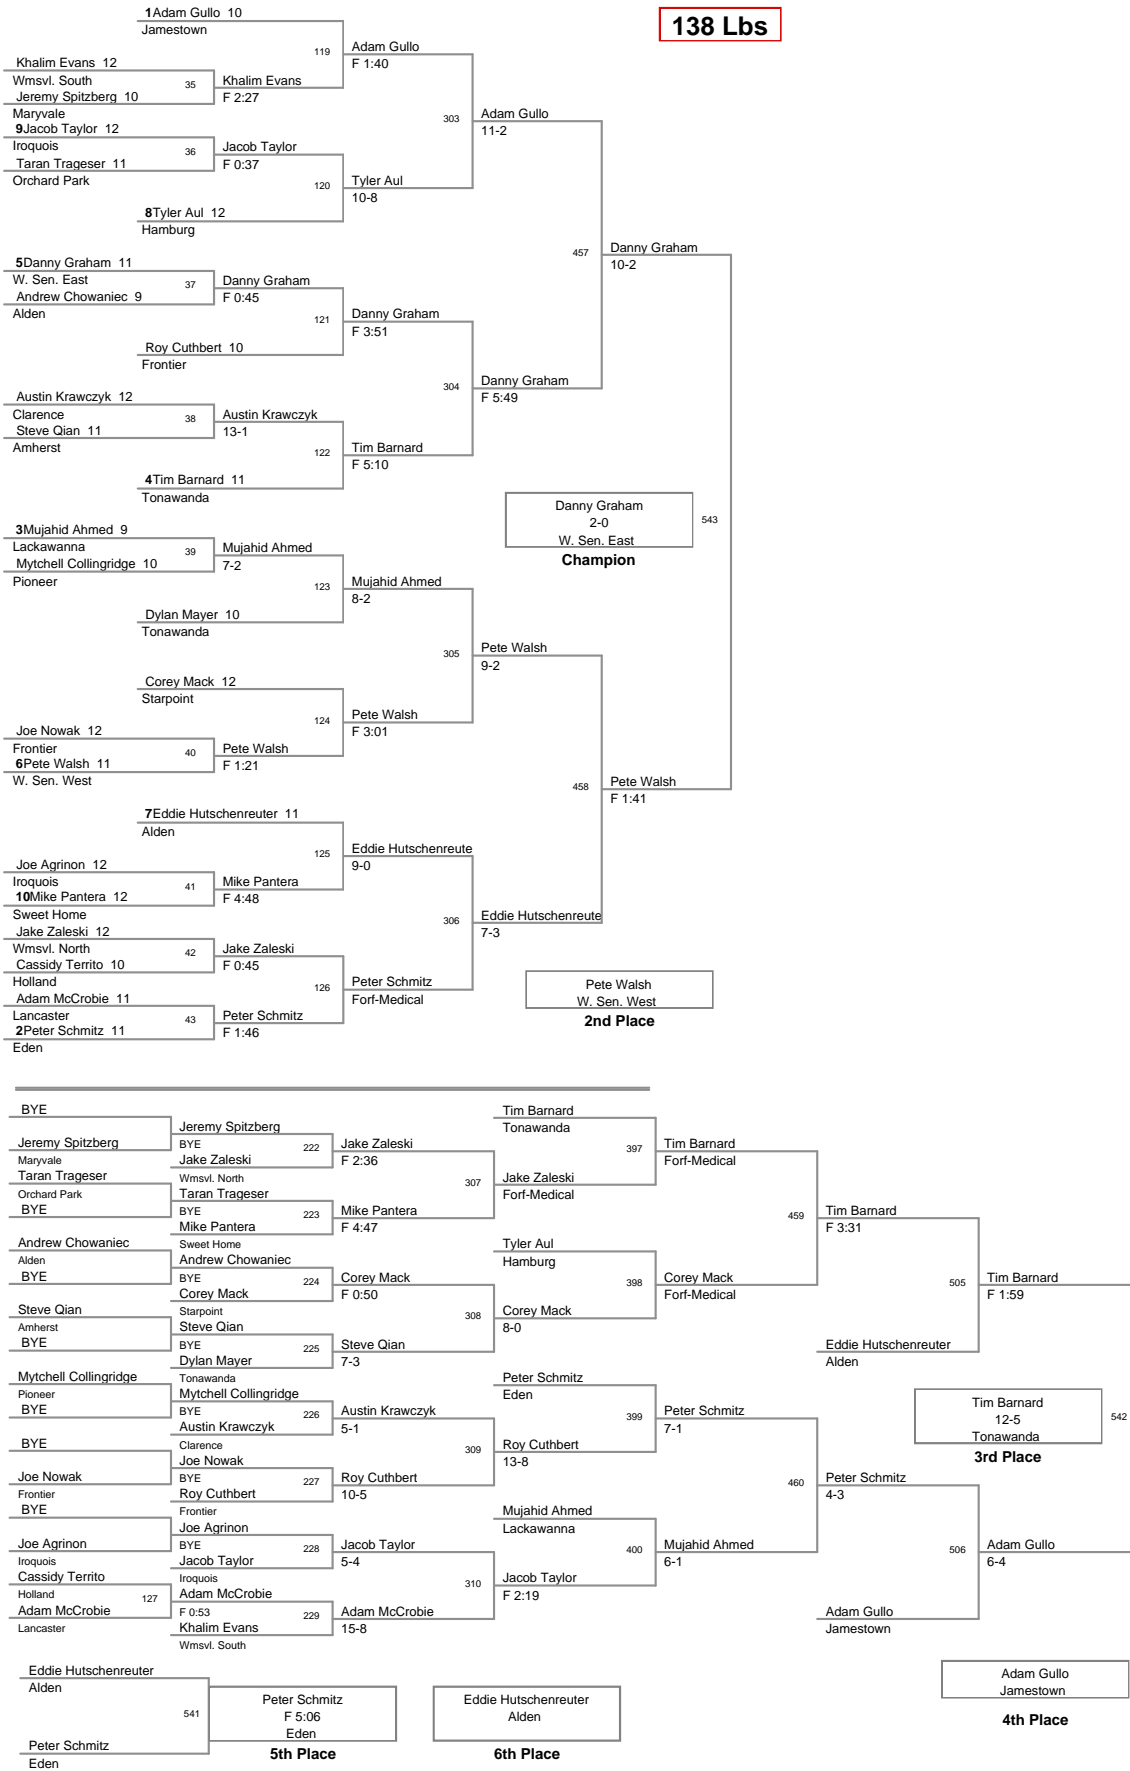 1Adam Gullo 10
Jamestown
138 Lbs
119
Adam Gullo
F 1:40
Khalim Evans 12
Wmsvl. South
35
Khalim Evans
F 2:27
Jeremy Spitzberg 10
Maryvale
303
Adam Gullo
11-2
9Jacob Taylor 12
Iroquois
36
Jacob Taylor
F 0:37
Taran Trageser 11
Orchard Park
120
Tyler Aul
10-8
8Tyler Aul 12
Hamburg
457
Danny Graham
10-2
5Danny Graham 11
W. Sen. East
37
Danny Graham
F 0:45
Andrew Chowaniec 9
Alden
121
Danny Graham
F 3:51
Roy Cuthbert 10
Frontier
304
Danny Graham
F 5:49
Austin Krawczyk 12
Clarence
38
Austin Krawczyk
13-1
Steve Qian 11
Amherst
122
Tim Barnard
F 5:10
4Tim Barnard 11
Tonawanda
Danny Graham
2-0
W. Sen. East
543
Champion
3Mujahid Ahmed 9
Lackawanna
39
Mujahid Ahmed
7-2
Mytchell Collingridge 10
Pioneer
123
Mujahid Ahmed
8-2
Dylan Mayer 10
Tonawanda
305
Pete Walsh
9-2
Corey Mack 12
Starpoint
124
Pete Walsh
F 3:01
Joe Nowak 12
Frontier
40
Pete Walsh
F 1:21
6Pete Walsh 11
W. Sen. West
458
Pete Walsh
F 1:41
7Eddie Hutschenreuter 11
Alden
125
Eddie Hutschenreute
9-0
Joe Agrinon 12
Iroquois
41
Mike Pantera
F 4:48
10Mike Pantera 12
Sweet Home
306
Eddie Hutschenreute
7-3
Jake Zaleski 12
Wmsvl. North
42
Jake Zaleski
F 0:45
Cassidy Territo 10
Holland
126
Peter Schmitz
Forf-Medical
Adam McCrobie 11
Lancaster
43
Peter Schmitz
F 1:46
2Peter Schmitz 11
Eden
Pete Walsh
W. Sen. West
2nd Place
BYE
Jeremy Spitzberg
Maryvale
Taran Trageser
Orchard Park
BYE
Andrew Chowaniec
Alden
BYE
Steve Qian
Amherst
BYE
Mytchell Collingridge
Pioneer
BYE
BYE
Joe Nowak
Frontier
BYE
Joe Agrinon
Iroquois
Cassidy Territo
Holland
127
Adam McCrobie
Lancaster
Jeremy Spitzberg
BYE
222
Jake Zaleski
Wmsvl. North
Taran Trageser
BYE
223
Mike Pantera
Sweet Home
Andrew Chowaniec
BYE
224
Corey Mack
Starpoint
Steve Qian
BYE
225
Dylan Mayer
Tonawanda
Mytchell Collingridge
BYE
226
Austin Krawczyk
Clarence
Joe Nowak
BYE
227
Roy Cuthbert
Frontier
Joe Agrinon
BYE
228
Jacob Taylor
Iroquois
Adam McCrobie
F 0:53
229
Khalim Evans
Wmsvl. South
Jake Zaleski
F 2:36
307
Mike Pantera
F 4:47
Corey Mack
F 0:50
308
Steve Qian
7-3
Austin Krawczyk
5-1
309
Roy Cuthbert
10-5
Jacob Taylor
5-4
310
Adam McCrobie
15-8
Tim Barnard
Tonawanda
397
Jake Zaleski
Forf-Medical
Tyler Aul
Hamburg
398
Corey Mack
8-0
Peter Schmitz
Eden
399
Roy Cuthbert
13-8
Mujahid Ahmed
Lackawanna
400
Jacob Taylor
F 2:19
Tim Barnard
Forf-Medical
459
Corey Mack
Forf-Medical
Peter Schmitz
7-1
460
Mujahid Ahmed
6-1
Tim Barnard
F 3:31
505
Eddie Hutschenreuter
Alden
Tim Barnard
F 1:59
Tim Barnard
12-5
Tonawanda
542
3rd Place
Peter Schmitz
4-3
506
Adam Gullo
Jamestown
Adam Gullo
6-4
Adam Gullo
Jamestown
4th Place
Eddie Hutschenreuter
Alden
541
Peter Schmitz
Eden
Peter Schmitz
F 5:06
Eden
5th Place
Eddie Hutschenreuter
Alden
6th Place